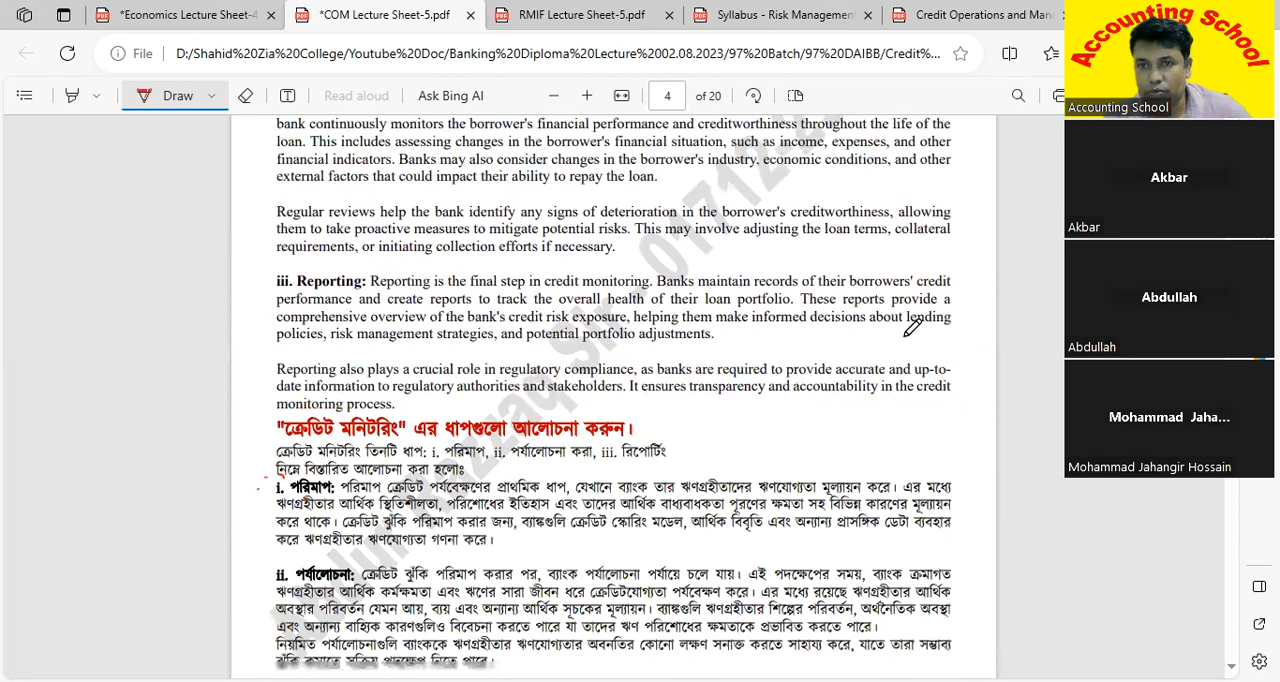 *Economics Lecture Sheet-4
*COM Lecture Sheet-5.pdf
RMIF Lecture Sheet-5.pdf
Syllabus - Risk Management
Credit Operations and Man
File
D:/Shahid%20Zia%20College/Youtube%20Doc/Banking%20Diploma%20Lecture%2002.08.2023/97%20Batch/97%20DAIBB/Credit%...
Draw
Read aloud
Ask Bing AI
4
of 20
bank continuously monitors the borrower's financial performance and creditworthiness throughout the life of the
loan. This includes assessing changes in the borrower's financial situation, such as income, expenses, and other
financial indicators. Banks may also consider changes in the borrower's industry, economic conditions, and other
external factors that could impact their ability to repay the loan.
Regular reviews help the bank identify any signs of deterioration in the borrower's creditworthiness, allowing
them to take proactive measures to mitigate potential risks. This may involve adjusting the loan terms, collateral
requirements, or initiating collection efforts if necessary.
iii. Reporting: Reporting is the final step in credit monitoring. Banks maintain records of their borrowers' credit
performance and create reports to track the overall health of their loan portfolio. These reports provide a
comprehensive overview of the bank's credit risk exposure, helping them make informed decisions about lending
policies, risk management strategies, and potential portfolio adjustments.
Reporting also plays a crucial role in regulatory compliance, as banks are required to provide accurate and up-to-
date information to regulatory authorities and stakeholders. It ensures transparency and accountability in the credit
monitoring process.
"ক্রেডিট মনিটরিং" এর ধাপগুলো আলোচনা করুন।
ক্রেডিট মনিটরিং তিনটি ধাপ: i. পরিমাপ, ii. পর্যালোচনা করা, iii. রিপোর্টিং
নিম্নে বিস্তারিত আলোচনা করা হলোঃ
i. পরিমাপ: পরিমাপ ক্রেডিট পর্যবেক্ষণের প্রাথমিক ধাপ, যেখানে ব্যাংক তার ঋণগ্রহীতাদের ঋণযোগ্যতা মূল্যায়ন করে। এর মধ্যে
ঋণগ্রহীতার আর্থিক স্থিতিশীলতা, পরিশোধের ইতিহাস এবং তাদের আর্থিক বাধ্যবাধকতা পূরণের ক্ষমতা সহ বিভিন্ন কারণের মূল্যায়ন
করে থাকে। ক্রেডিট ঝুঁকি পরিমাপ করার জন্য, ব্যাঙ্কগুলি ক্রেডিট স্কোরিং মডেল, আর্থিক বিবৃতি এবং অন্যান্য প্রাসঙ্গিক ডেটা ব্যবহার
করে ঋণগ্রহীতার ঋণযোগ্যতা গণনা করে।
ii. পর্যালোচনা: ক্রেডিট ঝুঁকি পরিমাপ করার পর, ব্যাংক পর্যালোচনা পর্যায়ে চলে যায়। এই পদক্ষেপের সময়, ব্যাংক ক্রমাগত
ঋণগ্রহীতার আর্থিক কর্মক্ষমতা এবং ঋণের সারা জীবন ধরে ক্রেডিটযোগ্যতা পর্যবেক্ষণ করে। এর মধ্যে রয়েছে ঋণগ্রহীতার আর্থিক
অবস্থার পরিবর্তন যেমন আয়, ব্যয় এবং অন্যান্য আর্থিক সূচকের মূল্যায়ন। ব্যাঙ্কগুলি ঋণগ্রহীতার শিল্পের পরিবর্তন, অর্থনৈতিক অবস্থা
এবং অন্যান্য বাহ্যিক কারণগুলিও বিবেচনা করতে পারে যা তাদের ঋণ পরিশোধের ক্ষমতাকে প্রভাবিত করতে পারে।
নিয়মিত পর্যালোচনাগুলি ব্যাংককে ঋণগ্রহীতার ঋণযোগ্যতার অবনতির কোনো লক্ষণ সনাক্ত করতে সাহায্য করে, যাতে তারা সম্ভাব্য
ঝুঁকি কমাতে সক্রিয় পদক্ষেপ নিতে পারে।
Accounting School
Accounting School
Akbar
Akbar
Abdullah
Abdullah
Mohammad Jaha...
Mohammad Jahangir Hossain